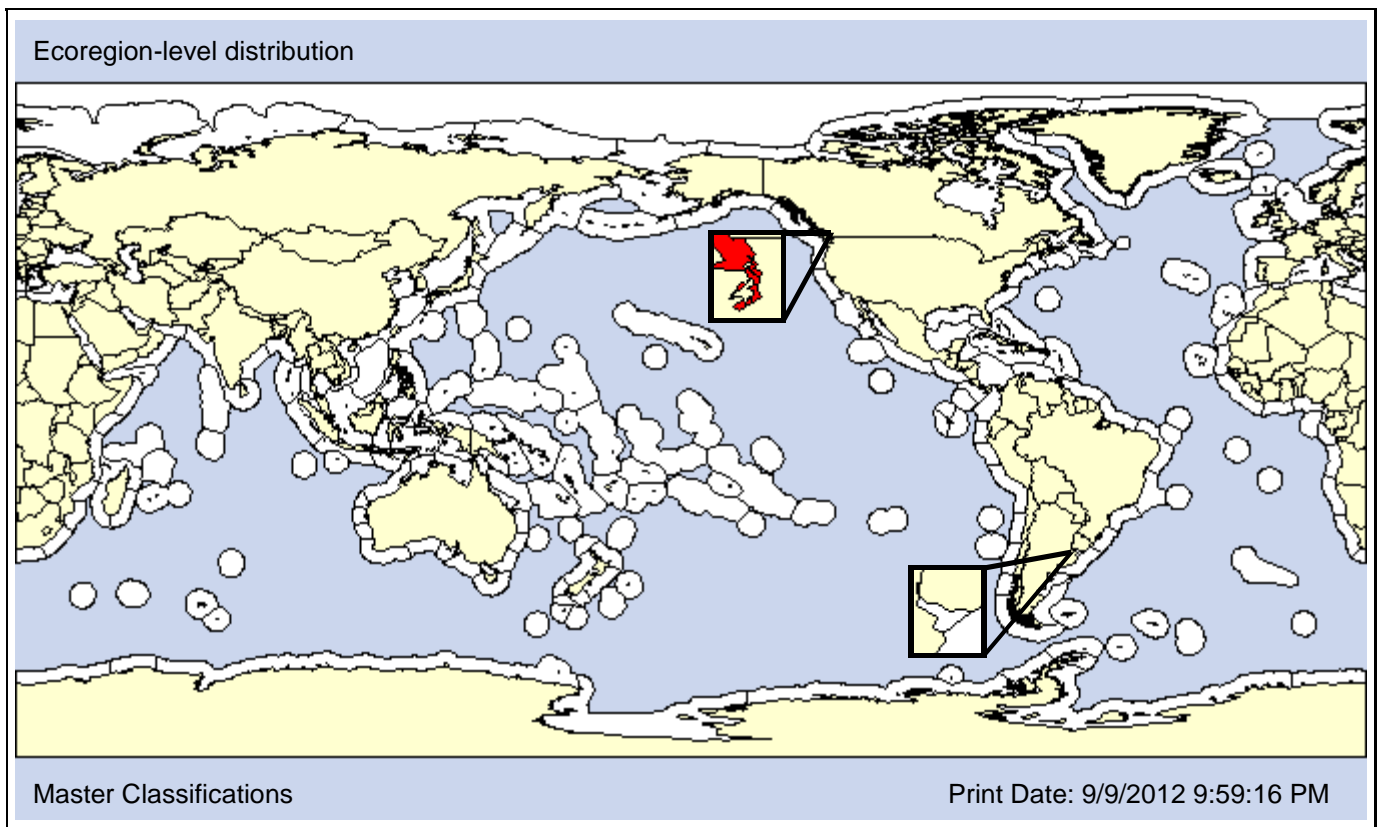 Ecoregion-level distribution
Master Classifications
Print Date: 9/9/2012 9:59:16 PM